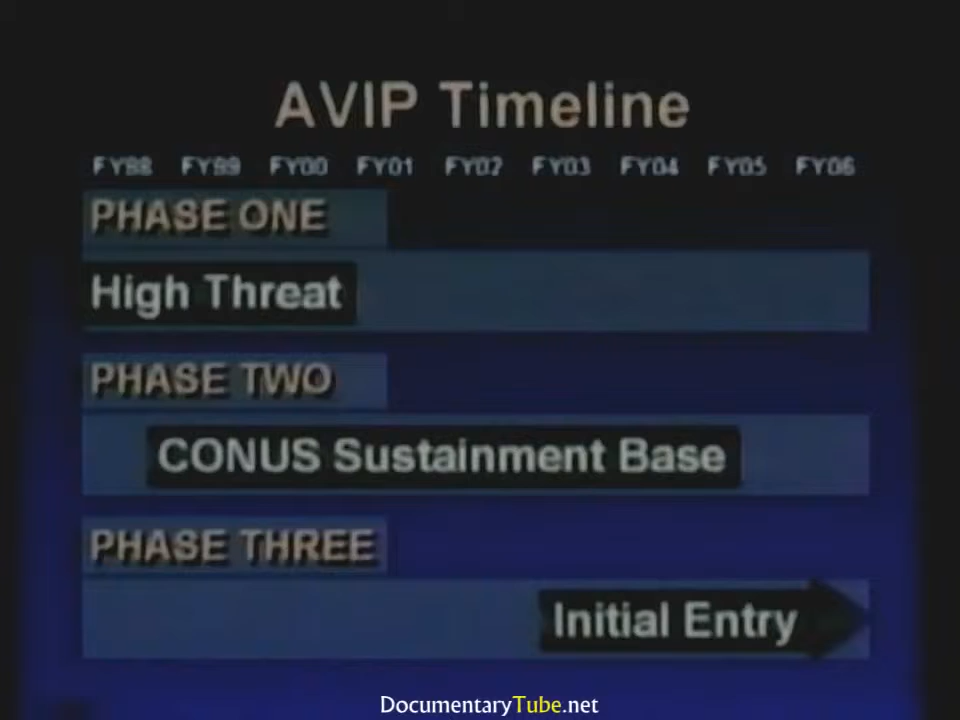 AVIP Timeline
FY98 FY99 FY00 FY01 FY02 FY03 FY04 FY05 FY06
PHASE ONE
High Threat
PHASE TWO
CONUS Sustainment Base
PHASE THREE
Initial Entry
DocumentaryTube.net